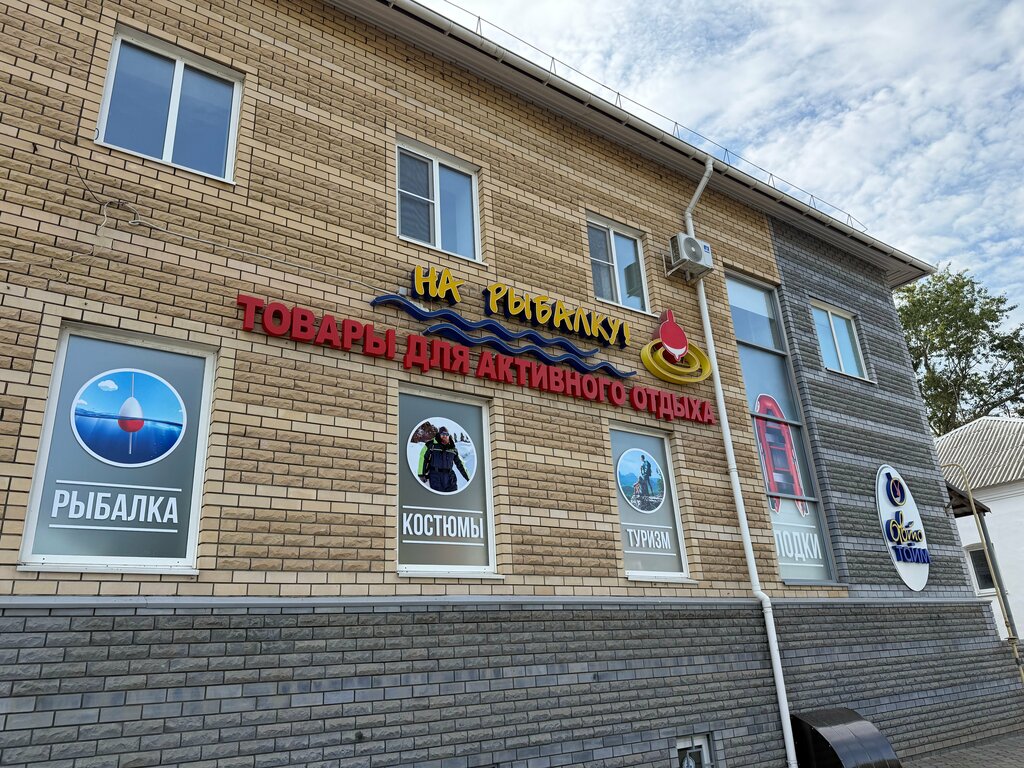 НА РЫБАЛКУ!
ТОВАРЫ ДЛЯ АКТИВНОГО ОТДЫХА
РЫБАЛКА
КОСТЮМЫ
ТУРИЗМ
ЛОДКИ